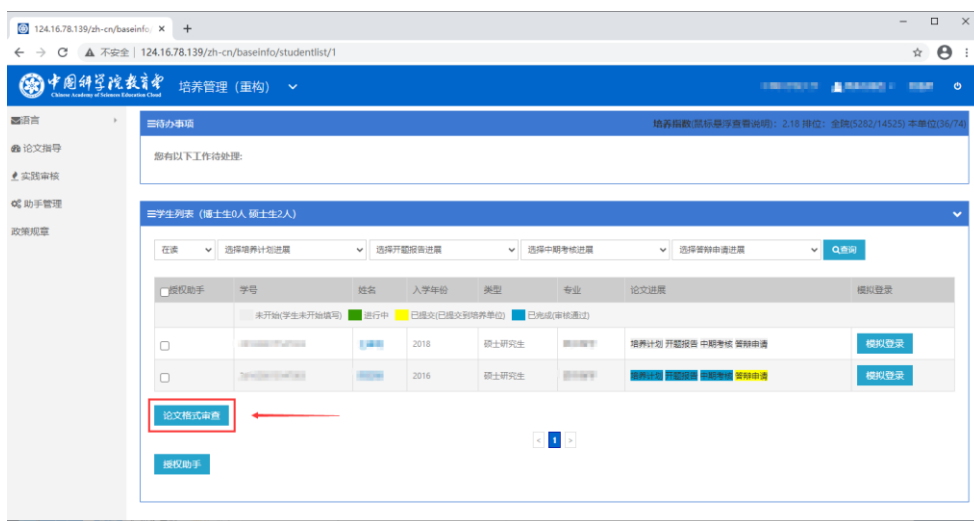 124.16.78.139/zh-cn/baseinfo/
不安全 | 124.16.78.139/zh-cn/baseinfo/studentlist/1
中国科学院教育云 培养管理（重构）
Chinese Academy of Sciences Education Cloud
语言
论文指导
实践审核
助手管理
政策规章
待办事项 培养指数(鼠标悬浮查看说明)：2.18 排位：全院(5282/14525) 本单位(36/74)
您有以下工作待处理:
学生列表（博士生0人 硕士生2人）
在读 选择培养计划进展 选择开题报告进展 选择中期考核进展 选择答辩申请进展 查询
授权助手 学号 姓名 入学年份 类型 专业 论文进展 模拟登录
未开始(学生未开始填写) 进行中 已提交(已提交到培养单位) 已完成(审核通过)
2018 硕士研究生 培养计划 开题报告 中期考核 答辩申请 模拟登录
2016 硕士研究生 培养计划 开题报告 中期考核 答辩申请 模拟登录
论文格式审查
< 1 >
授权助手